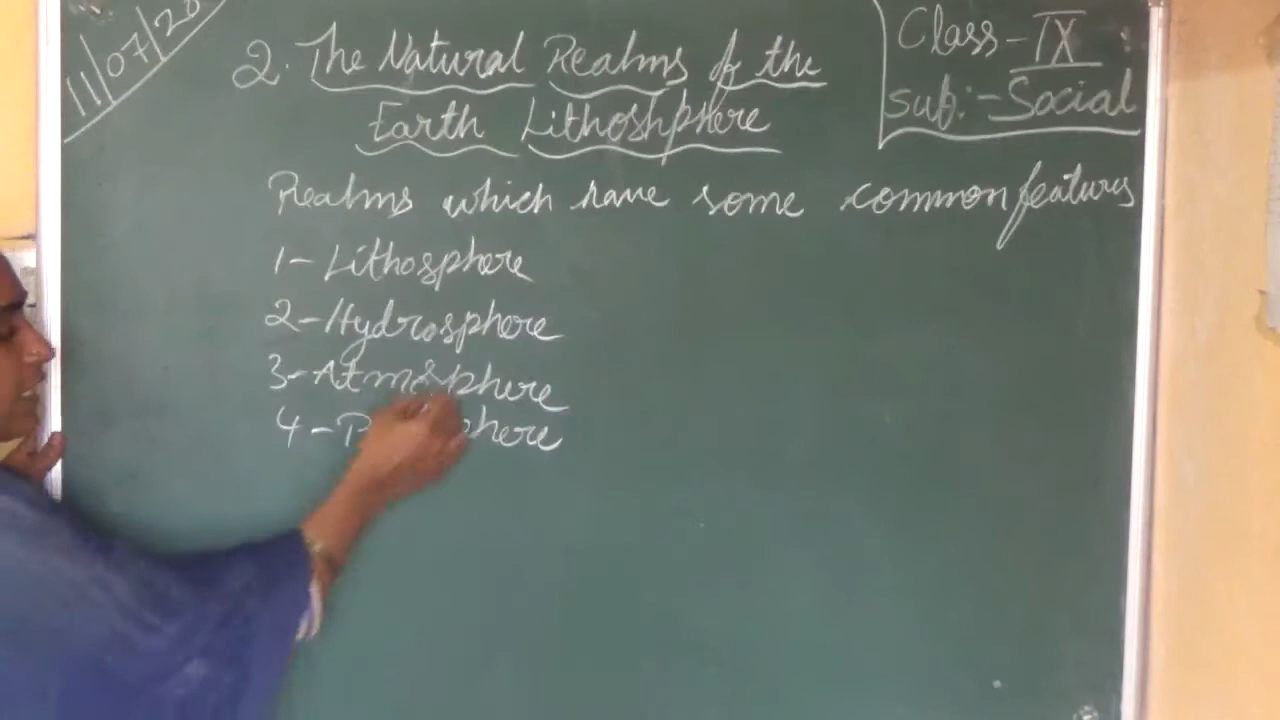 11/07/20
Class - IX
Sub:- Social
2. The Natural Realms of the
Earth Lithoshphere
Realms which have some common features
1- Lithosphere
2- Hydrosphere
3- Atmosphere
4 -